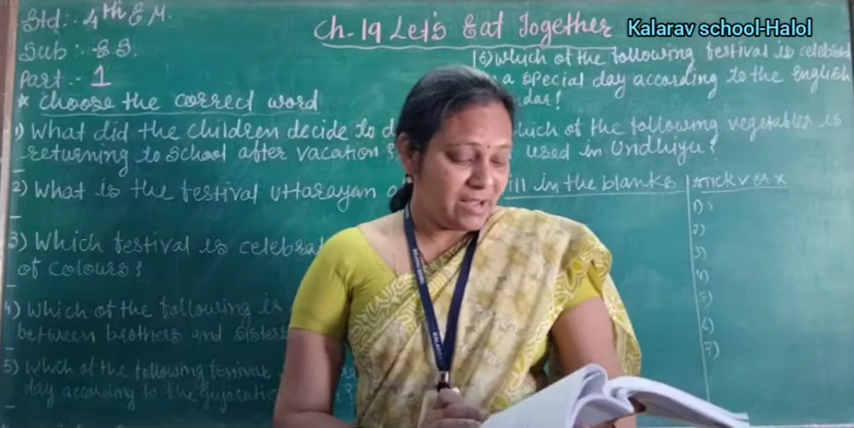 Std:- 4th E.M.
Sub:- E.S.
Part:- 1
Ch-19 Let's Eat Together
Kalarav school-Halol
* Choose the correct word
1) What did the children decide to d
returning to school after vacation
2) What is the festival Uttarayan
3) Which festival is celebrat
of colours?
4) Which of the following is
between brothers and sisters
5) Which of the following festival
day according to the Gujarati
6) Which of the following festival is celebrated
a special day according to the English
dar?
hich of the following vegetables is
used in Undhiyu?
ill in the blanks
*Tick ✓ or X
1)
2)
3)
4)
5)
6)
7)